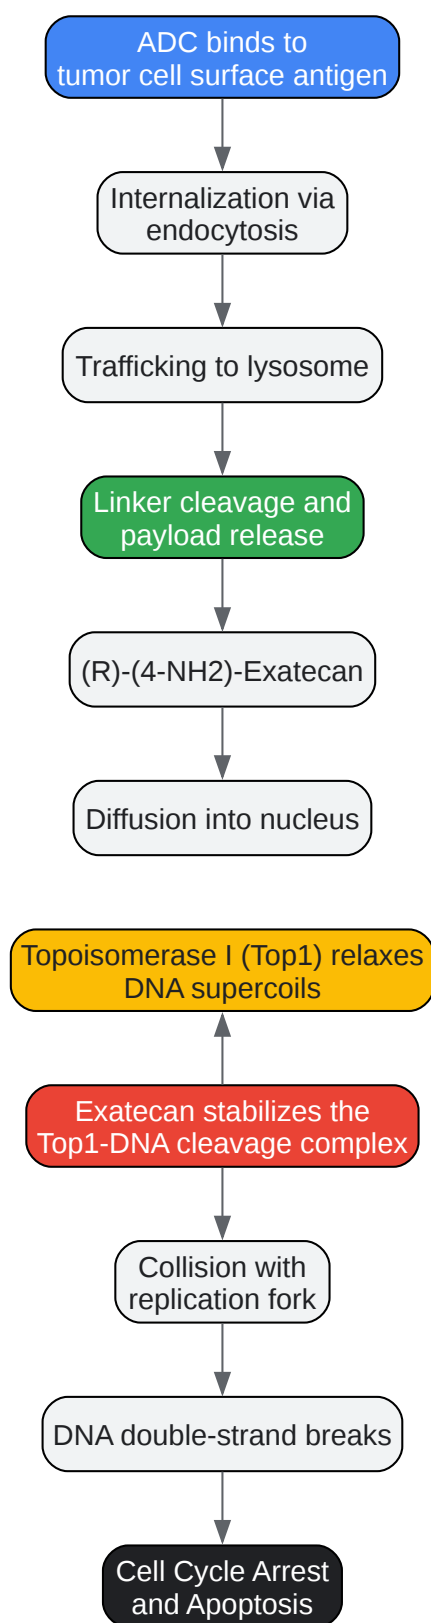 ADC binds to
tumor cell surface antigen
Internalization via
endocytosis
Trafficking to lysosome
Linker cleavage and
payload release
(R)-(4-NH2)-Exatecan
Diffusion into nucleus
Topoisomerase I (Top1) relaxes
DNA supercoils
Exatecan stabilizes the
Top1-DNA cleavage complex
Collision with
replication fork
DNA double-strand breaks
Cell Cycle Arrest
and Apoptosis